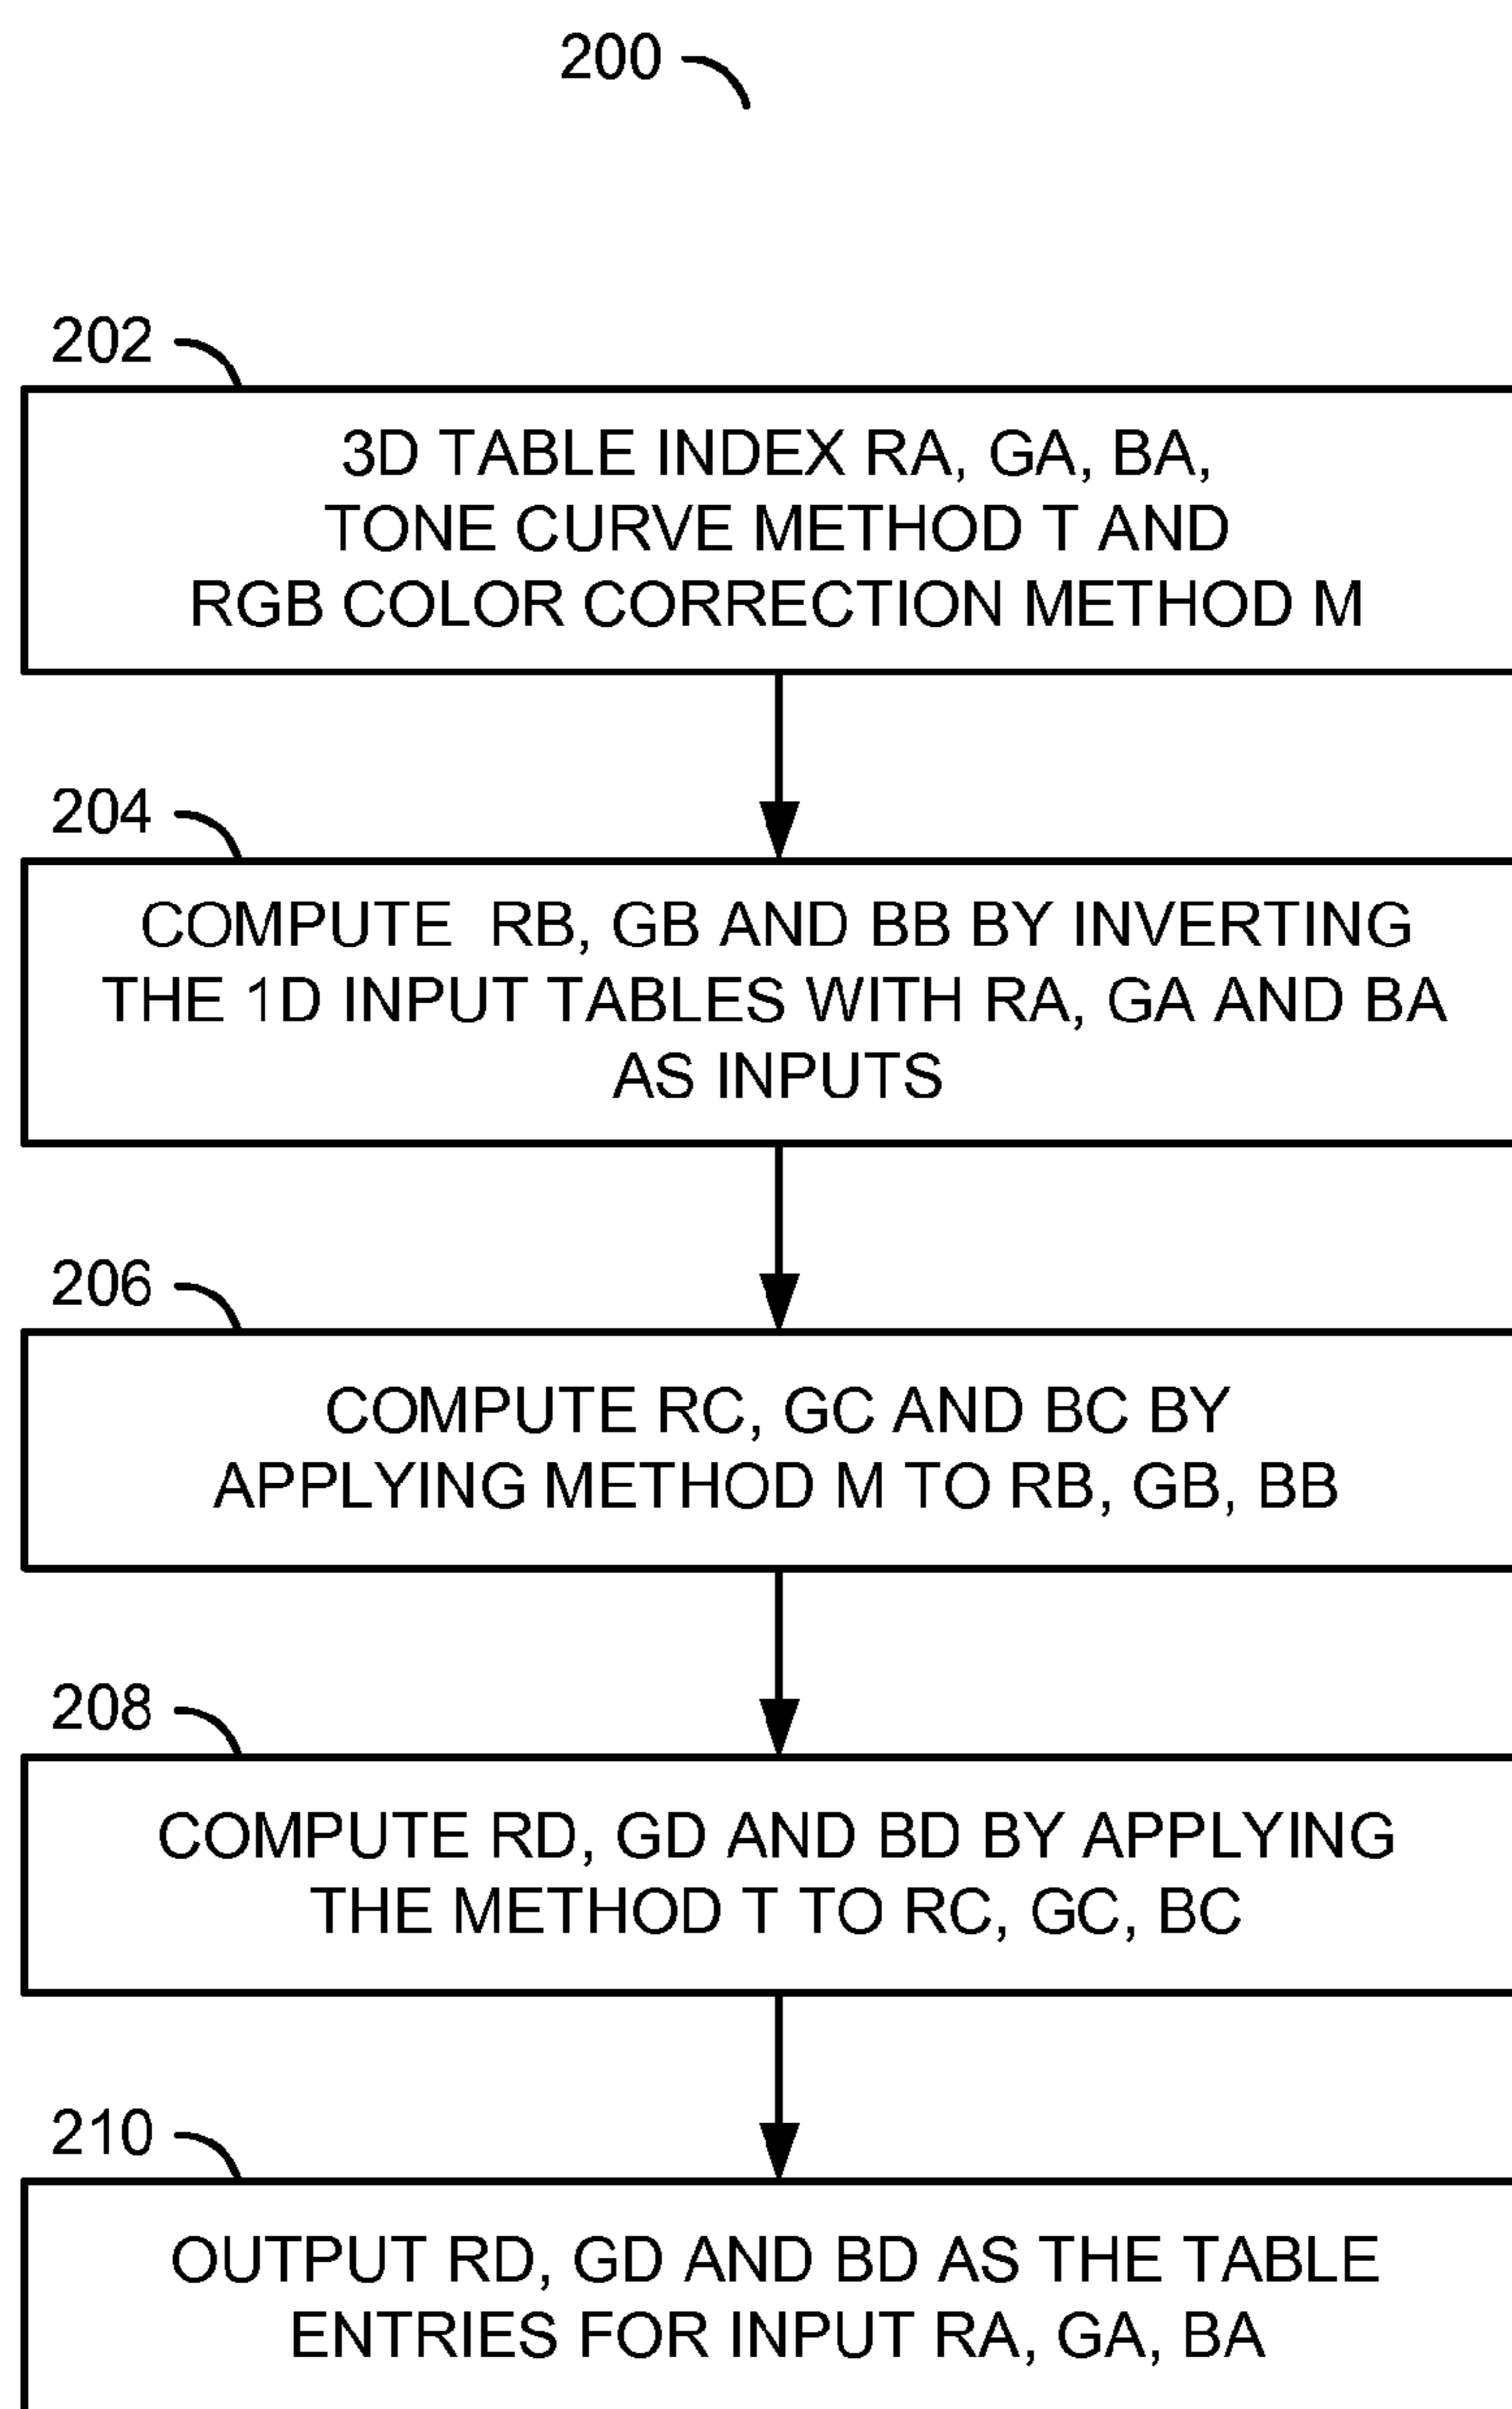 200
202
3D TABLE INDEX RA, GA, BA,
TONE CURVE METHOD T AND
RGB COLOR CORRECTION METHOD M
204
COMPUTE RB, GB AND BB BY INVERTING
THE 1D INPUT TABLES WITH RA, GA AND BA
AS INPUTS
206
COMPUTE RC, GC AND BC BY
APPLYING METHOD M TO RB, GB, BB
208
COMPUTE RD, GD AND BD BY APPLYING
THE METHOD T TO RC, GC, BC
210
OUTPUT RD, GD AND BD AS THE TABLE
ENTRIES FOR INPUT RA, GA, BA